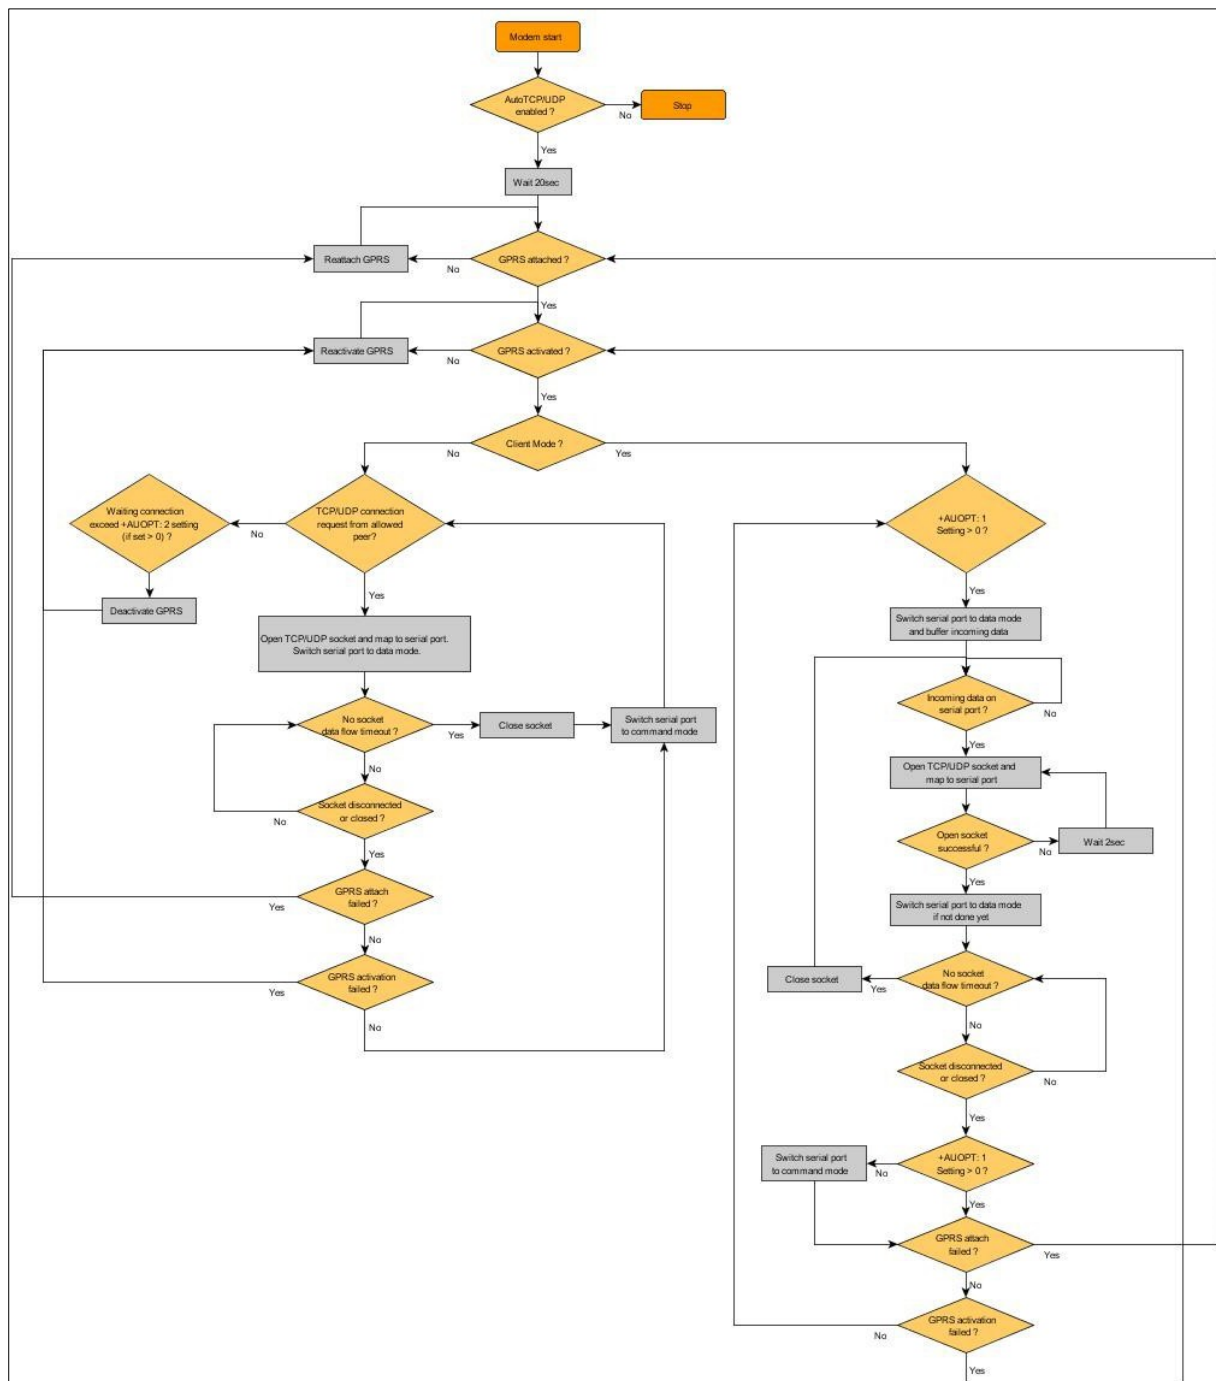 Modem start
AutoTCP/UDP
enabled ?
No
Stop
Yes
Wait 20sec
Reattach GPRS
No
GPRS attached ?
Yes
Reactivate GPRS
No
GPRS activated ?
Yes
Client Mode ?
No
Yes
Waiting connection
exceed +AUOPT: 2 setting
(if set > 0) ?
No
TCP/UDP connection
request from allowed
peer?
Yes
Deactivate GPRS
Open TCP/UDP socket and map to serial port.
Switch serial port to data mode.
No socket
data flow timeout ?
Yes
Close socket
Switch serial port
to command mode
No
Socket disconnected
or closed ?
No
Yes
GPRS attach
failed ?
Yes
No
GPRS activation
failed ?
Yes
No
+AUOPT: 1
Setting > 0 ?
Yes
Switch serial port to data mode
and buffer incoming data
Incoming data on
serial port ?
No
Yes
Open TCP/UDP socket and
map to serial port
Open socket
successful ?
No
Wait 2sec
Yes
Switch serial port to data mode
if not done yet
No socket
data flow timeout ?
Yes
Close socket
No
Socket disconnected
or closed ?
No
Yes
+AUOPT: 1
Setting > 0 ?
No
Switch serial port
to command mode
Yes
GPRS attach
failed ?
Yes
No
GPRS activation
failed ?
No
Yes